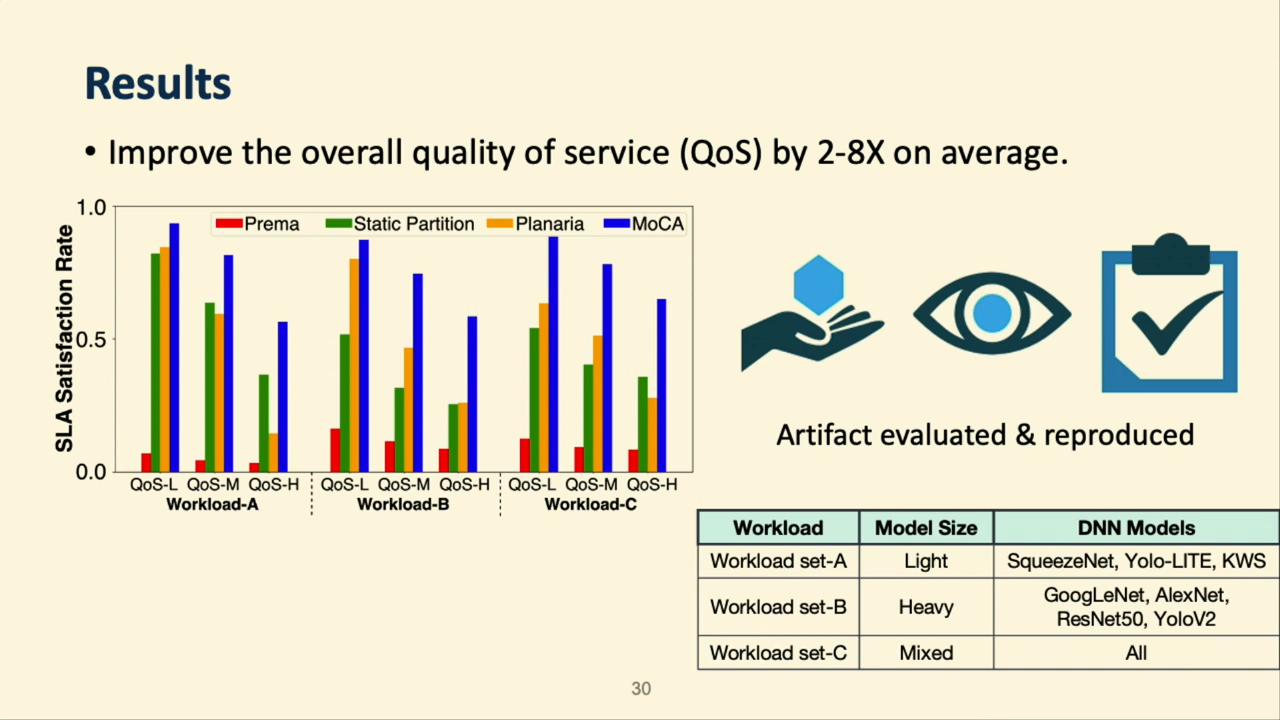 Results
• Improve the overall quality of service (QoS) by 2-8X on average.
SLA Satisfaction Rate
1.0
0.5
0.0
Prema Static Partition Planaria MoCA
QoS-L QoS-M QoS-H QoS-L QoS-M QoS-H QoS-L QoS-M QoS-H
Workload-A Workload-B Workload-C
Artifact evaluated & reproduced
Workload Model Size DNN Models
Workload set-A Light SqueezeNet, Yolo-LITE, KWS
Workload set-B Heavy GoogLeNet, AlexNet,
ResNet50, YoloV2
Workload set-C Mixed All
30